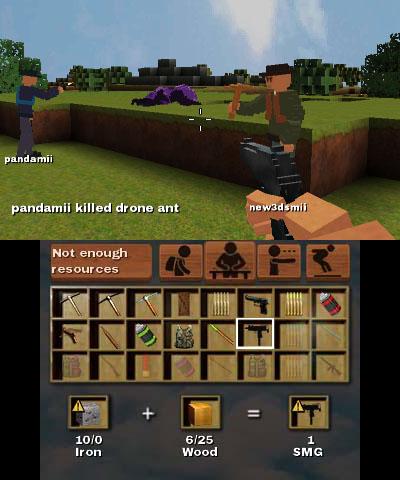 pandamii
pandamii killed drone ant
new3dsmii
Not enough
resources
+
=
10/0
Iron
6/25
Wood
1
SMG